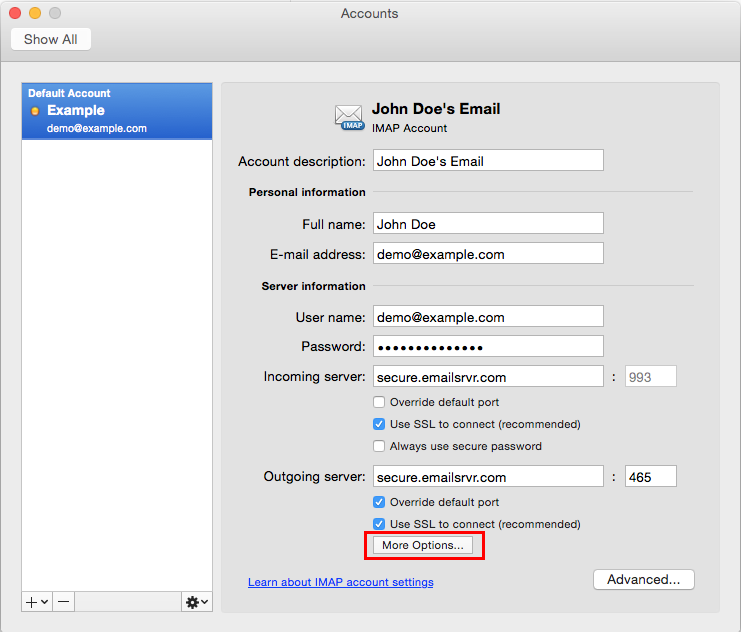 Accounts
Show All
Default Account
Example
demo@example.com
John Doe's Email
IMAP
IMAP Account
Account description: John Doe's Email
Personal information
Full name: John Doe
E-mail address: demo@example.com
Server information
User name: demo@example.com
Password: ••••••••••••••
Incoming server: secure.emailsrvr.com : 993
Override default port
Use SSL to connect (recommended)
Always use secure password
Outgoing server: secure.emailsrvr.com : 465
Override default port
Use SSL to connect (recommended)
More Options...
Learn about IMAP account settings
Advanced...